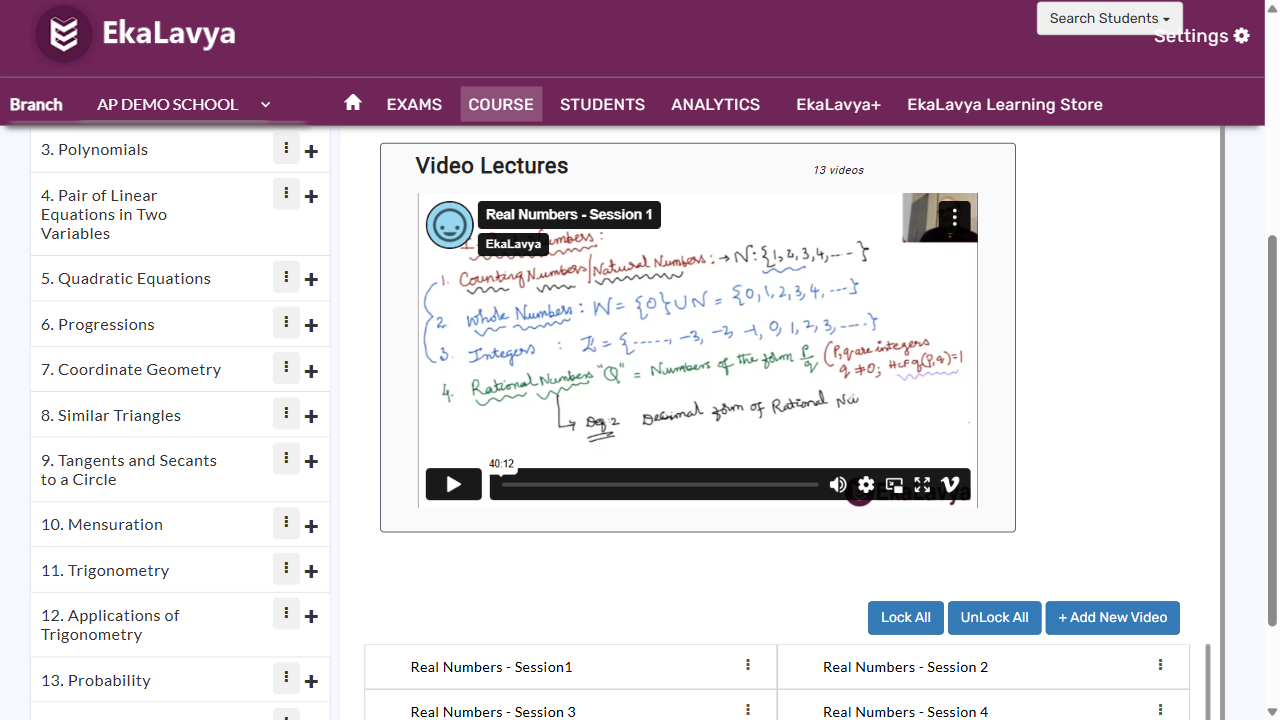 EkaLavya
Search Students
Settings
Branch
AP DEMO SCHOOL
EXAMS
COURSE
STUDENTS
ANALYTICS
EkaLavya+
EkaLavya Learning Store
3. Polynomials
4. Pair of Linear
Equations in Two
Variables
5. Quadratic Equations
6. Progressions
7. Coordinate Geometry
8. Similar Triangles
9. Tangents and Secants
to a Circle
10. Mensuration
11. Trigonometry
12. Applications of
Trigonometry
13. Probability
Video Lectures
13 videos
Real Numbers - Session 1
EkaLavya
1. Counting Numbers/Natural Numbers: → N: {1,2,3,4,--- }
2. Whole Numbers: W = {0} U N = {0,1,2,3,4, ---}
3. Integers : Z = {-----, -3, -2, -1, 0, 1, 2, 3, ----}
4. Rational Numbers "Q" = Numbers of the form P/q (P,q are integers
q ≠ 0; HCF of (P,q) = 1
↳ Def 2 Decimal form of Rational
40:12
Lock All
UnLock All
+ Add New Video
Real Numbers - Session1
Real Numbers - Session 2
Real Numbers - Session 3
Real Numbers - Session 4